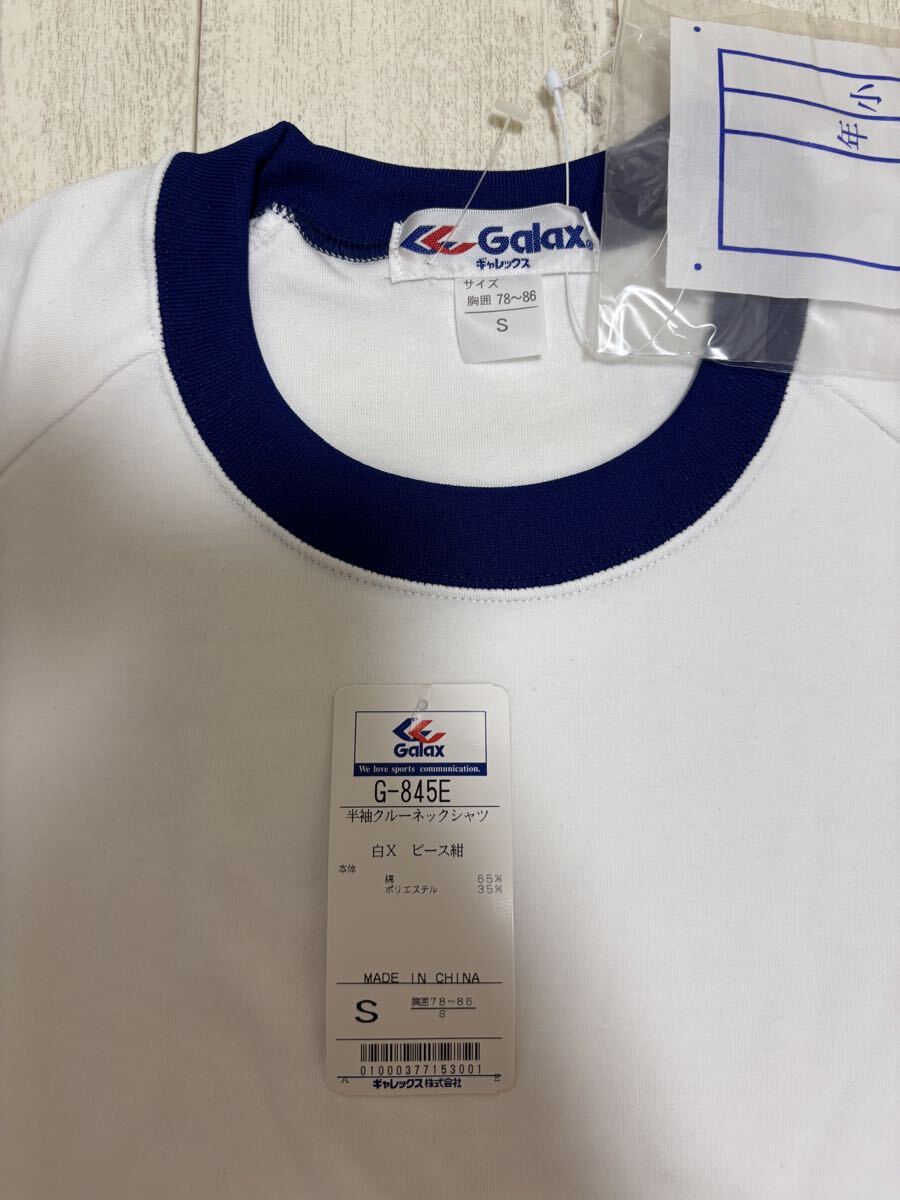 小
年
Galax®
ギャレックス
サイズ
胸囲 78～86
S
Galax
We love sports communication.
G-845E
半袖クルーネックシャツ
白X ピース紺
本体
綿 65%
ポリエステル 35%
MADE IN CHINA
S 胸囲78～86
S
01000377153001
A ギャレックス株式会社 E